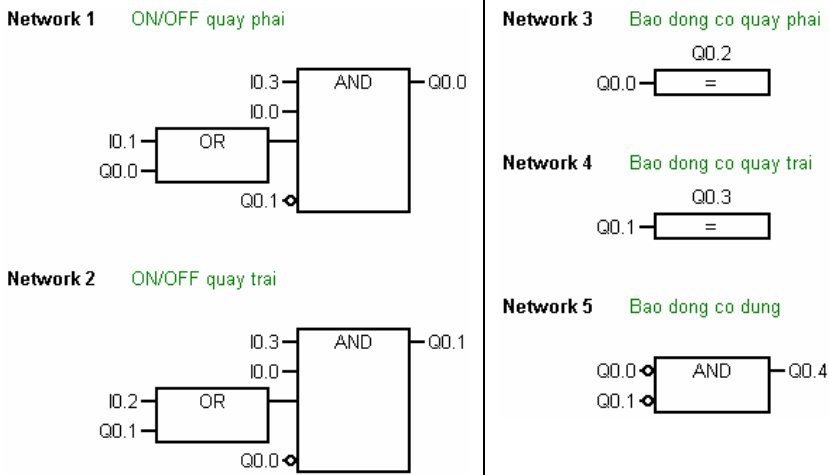 Network 1 ON/OFF quay phai
I0.3 AND Q0.0
I0.0
I0.1 OR
Q0.0
Q0.1
Network 2 ON/OFF quay trai
I0.3 AND Q0.1
I0.0
I0.2 OR
Q0.1
Q0.0
Network 3 Bao dong co quay phai
Q0.2
Q0.0 =
Network 4 Bao dong co quay trai
Q0.3
Q0.1 =
Network 5 Bao dong co dung
Q0.0 AND Q0.4
Q0.1